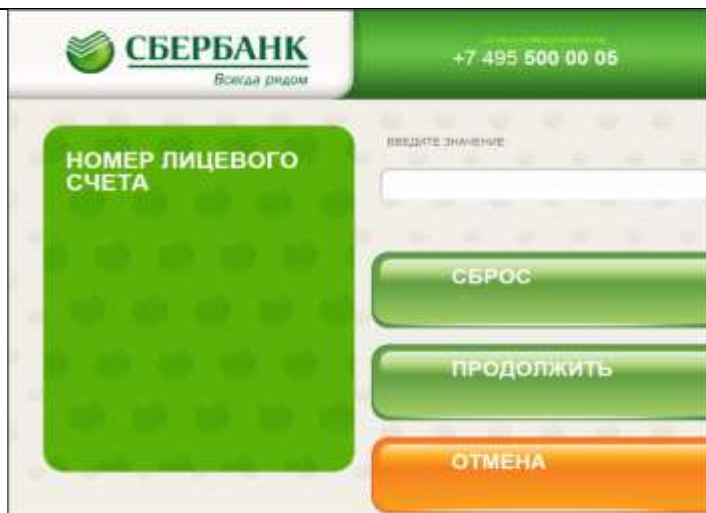 СБЕРБАНК
Всегда рядом
+7 495 500 00 05
НОМЕР ЛИЦЕВОГО
СЧЕТА
ВВЕДИТЕ ЗНАЧЕНИЕ
СБРОС
ПРОДОЛЖИТЬ
ОТМЕНА